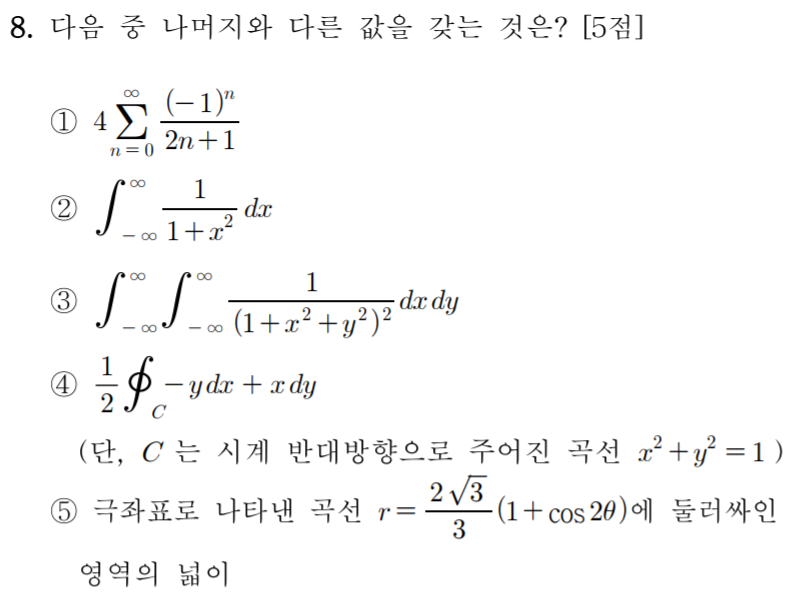 8. 다음 중 나머지와 다른 값을 갖는 것은? [5점]
① $4\sum_{n=0}^{\infty}\frac{(-1)^n}{2n+1}$
② $\int_{-\infty}^{\infty}\frac{1}{1+x^2}dx$
③ $\int_{-\infty}^{\infty}\int_{-\infty}^{\infty}\frac{1}{(1+x^2+y^2)^2}dxdy$
④ $\frac{1}{2}\oint_C -ydx+xdy$
(단, $C$ 는 시계 반대방향으로 주어진 곡선 $x^2+y^2=1$ )
⑤ 극좌표로 나타낸 곡선 $r=\frac{2\sqrt{3}}{3}(1+\cos 2\theta)$에 둘러싸인
영역의 넓이